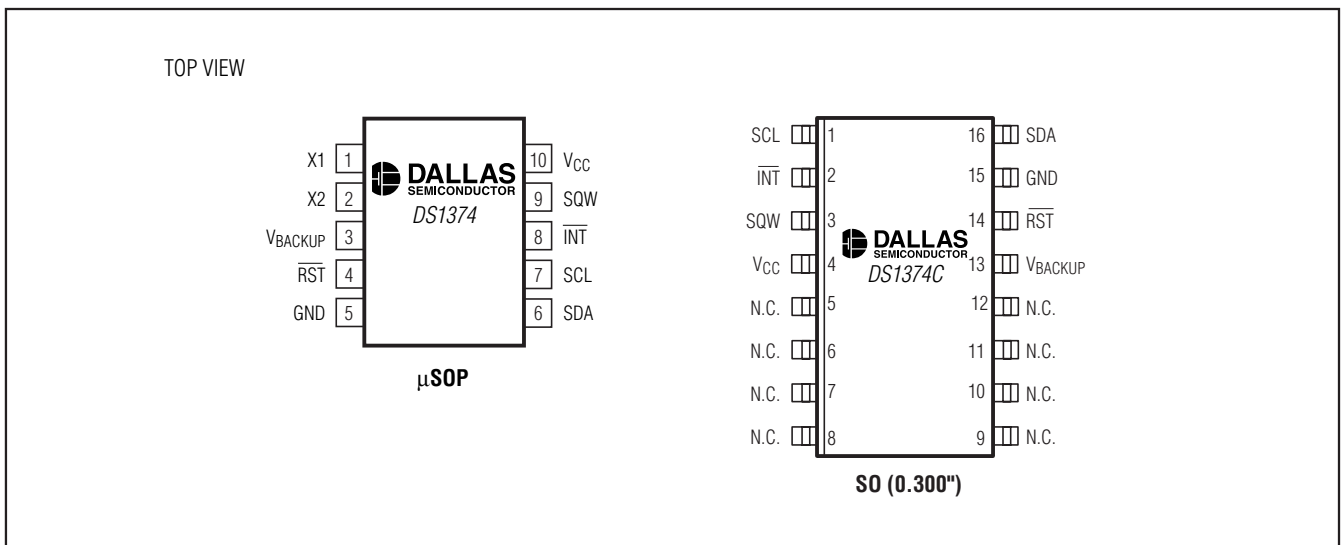 TOP VIEW
X1 1
X2 2
VBACKUP 3
RST 4
GND 5
10 VCC
9 SQW
8 INT
7 SCL
6 SDA
DALLAS
SEMICONDUCTOR
DS1374
µSOP
SCL 1
INT 2
SQW 3
VCC 4
N.C. 5
N.C. 6
N.C. 7
N.C. 8
16 SDA
15 GND
14 RST
13 VBACKUP
12 N.C.
11 N.C.
10 N.C.
9 N.C.
DALLAS
SEMICONDUCTOR
DS1374C
SO (0.300")